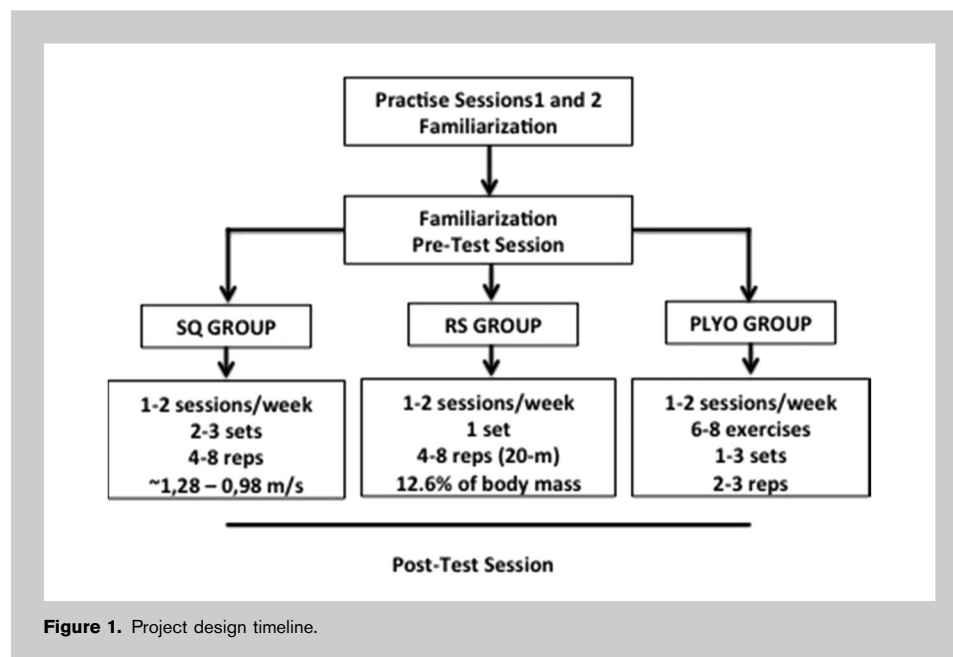 Practise Sessions1 and 2
Familiarization
Familiarization
Pre-Test Session
SQ GROUP
1-2 sessions/week
2-3 sets
4-8 reps
~1,28 – 0,98 m/s
RS GROUP
1-2 sessions/week
1 set
4-8 reps (20-m)
12.6% of body mass
PLYO GROUP
1-2 sessions/week
6-8 exercises
1-3 sets
2-3 reps
Post-Test Session
Figure 1. Project design timeline.